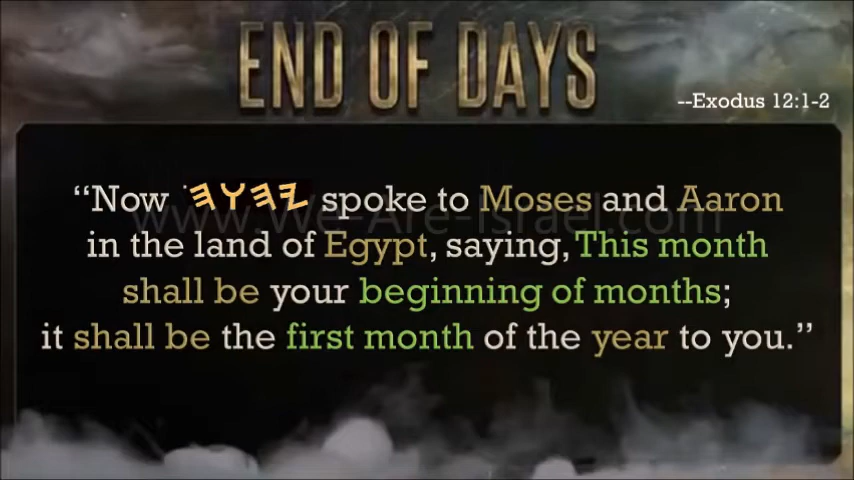 END OF DAYS
--Exodus 12:1-2
“Now 𐤉𐤄𐤅𐤄 spoke to Moses and Aaron
in the land of Egypt, saying, This month
shall be your beginning of months;
it shall be the first month of the year to you.”
www.We-Are-Israel.com